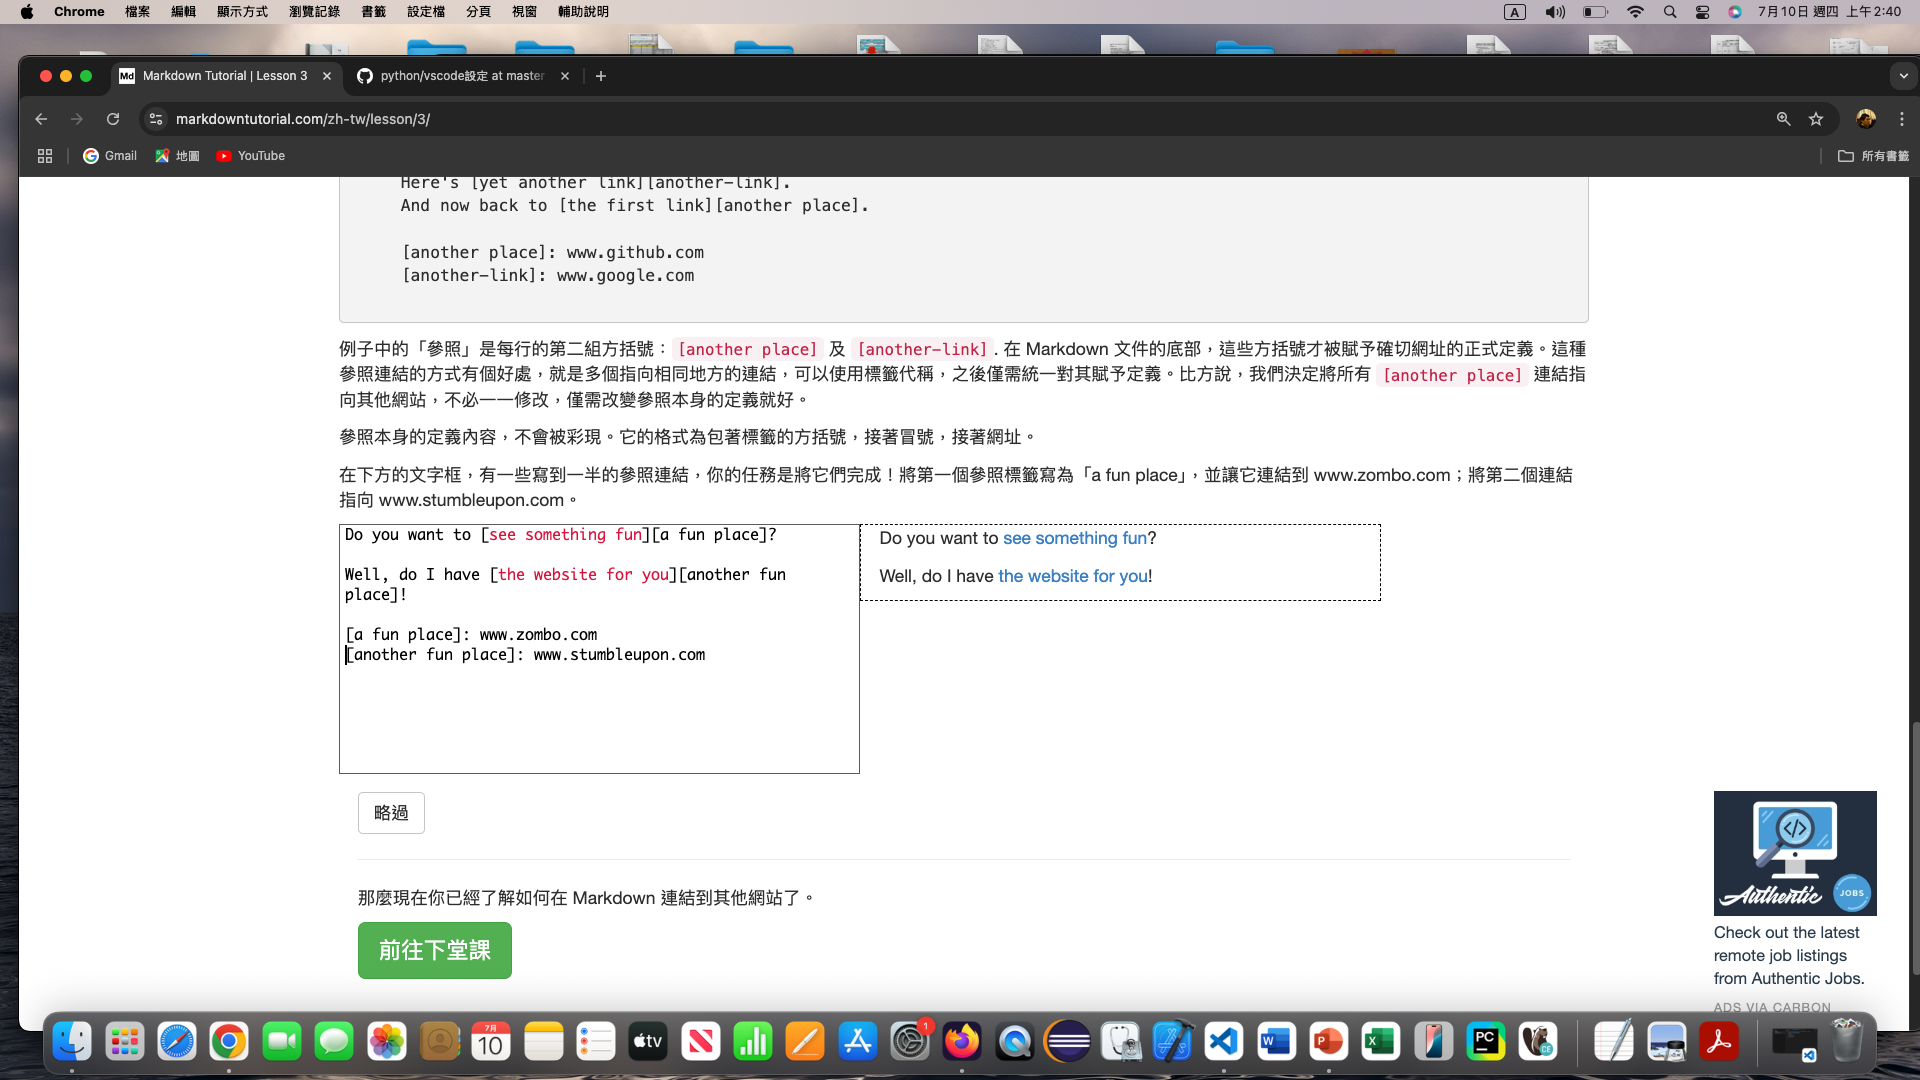 Chrome 檔案 編輯 顯示方式 瀏覽記錄 書籤 設定檔 分頁 視窗 輔助說明 A 7月10日 週四 上午2:40
Md Markdown Tutorial | Lesson 3 python/vscode設定 at master
markdowntutorial.com/zh-tw/lesson/3/
Gmail 地圖 YouTube 所有書籤
Here's [yet another link][another-link].
And now back to [the first link][another place].
[another place]: www.github.com
[another-link]: www.google.com
例子中的「參照」是每行的第二組方括號：[another place] 及 [another-link]. 在 Markdown 文件的底部，這些方括號才被賦予確切網址的正式定義。這種
參照連結的方式有個好處，就是多個指向相同地方的連結，可以使用標籤代稱，之後僅需統一對其賦予定義。比方說，我們決定將所有 [another place] 連結指
向其他網站，不必一一修改，僅需改變參照本身的定義就好。
參照本身的定義內容，不會被彩現。它的格式為包著標籤的方括號，接著冒號，接著網址。
在下方的文字框，有一些寫到一半的參照連結，你的任務是將它們完成！將第一個參照標籤寫為「a fun place」，並讓它連結到 www.zombo.com；將第二個連結
指向 www.stumbleupon.com。
Do you want to [see something fun][a fun place]?
Well, do I have [the website for you][another fun
place]!
[a fun place]: www.zombo.com
[another fun place]: www.stumbleupon.com
Do you want to see something fun?
Well, do I have the website for you!
略過
那麼現在你已經了解如何在 Markdown 連結到其他網站了。
前往下堂課
Authentic JOBS
Check out the latest
remote job listings
from Authentic Jobs.
ADS VIA CARBON
7月
10
tv
1
W
P
X
PC
CE